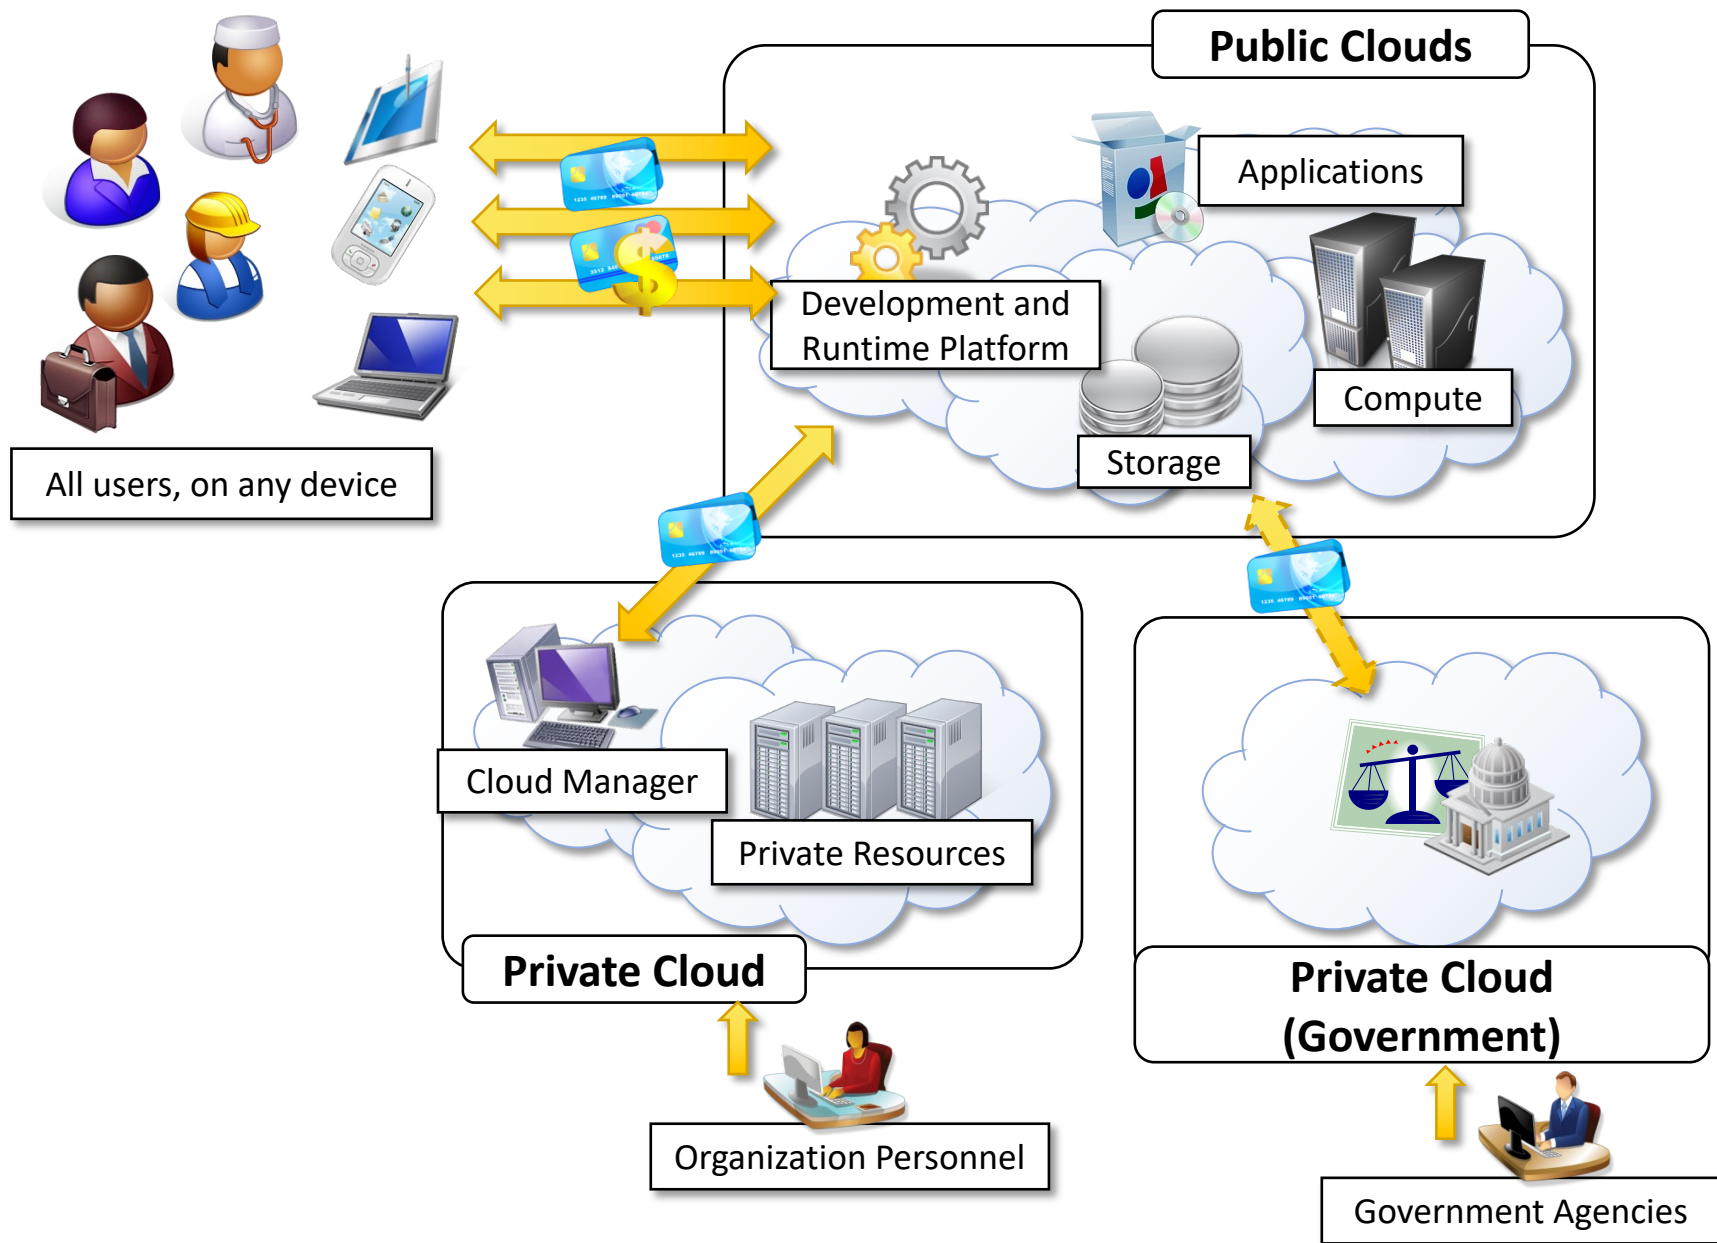 Public Clouds
Applications
Development and
Runtime Platform
Compute
Storage
All users, on any device
Cloud Manager
Private Resources
Private Cloud
Private Cloud
(Government)
Organization Personnel
Government Agencies